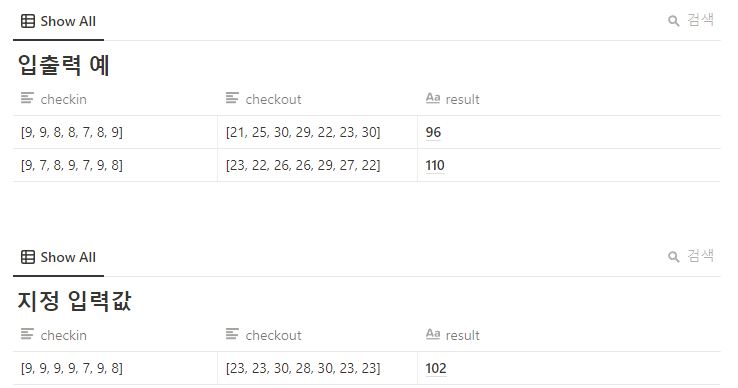 Show All 검색
입출력 예
checkin checkout Aa result
[9, 9, 8, 8, 7, 8, 9] [21, 25, 30, 29, 22, 23, 30] 96
[9, 7, 8, 9, 7, 9, 8] [23, 22, 26, 26, 29, 27, 22] 110
Show All 검색
지정 입력값
checkin checkout Aa result
[9, 9, 9, 9, 7, 9, 8] [23, 23, 30, 28, 30, 23, 23] 102